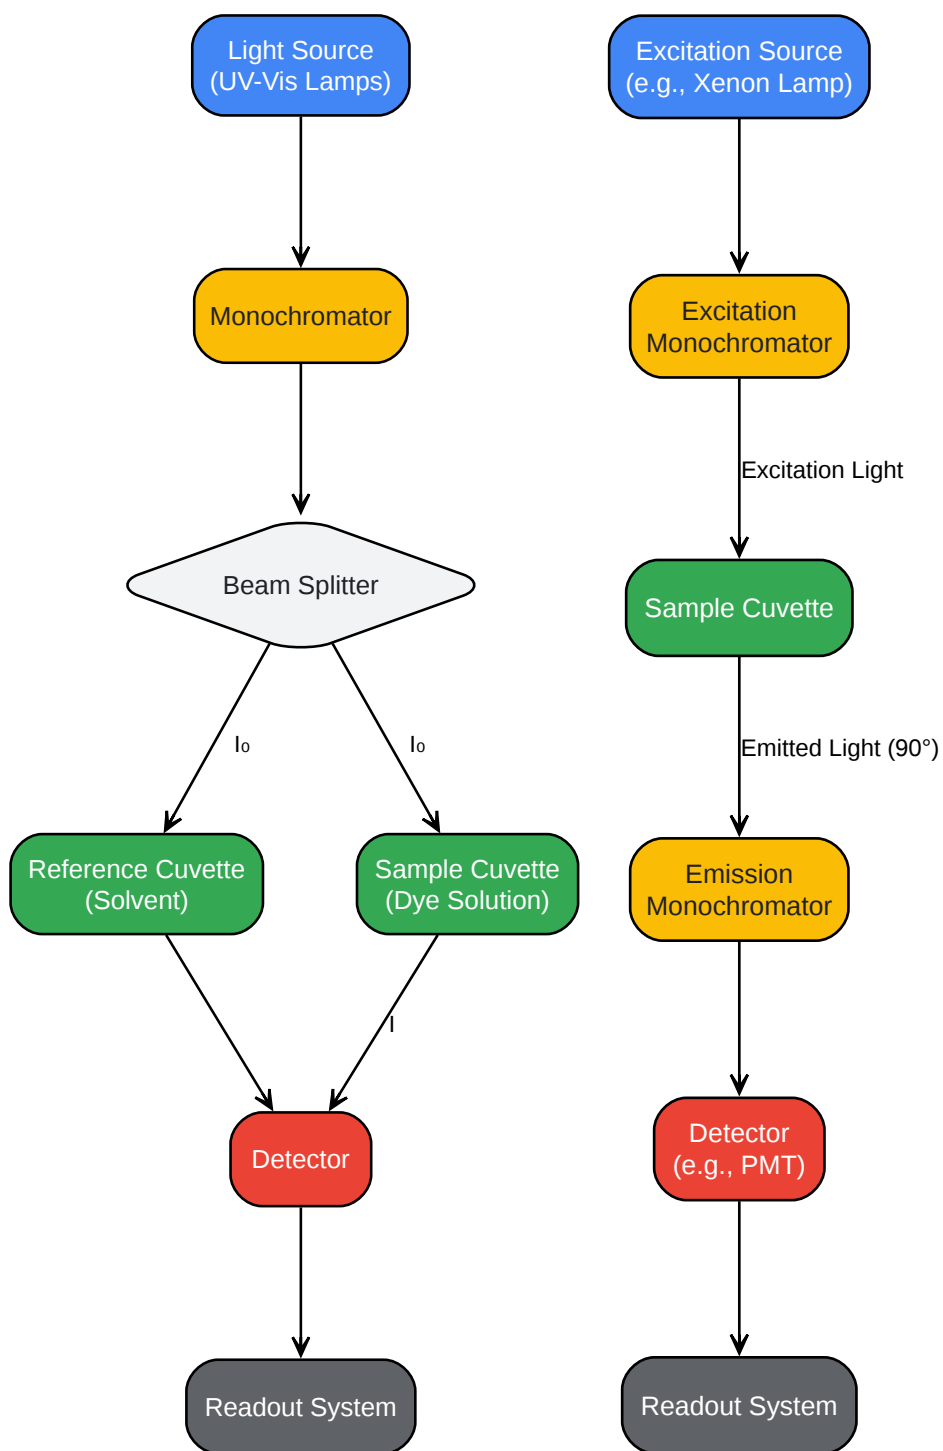 Light Source
(UV-Vis Lamps)
Monochromator
Beam Splitter
I₀
I₀
Reference Cuvette
(Solvent)
Sample Cuvette
(Dye Solution)
I
Detector
Readout System
Excitation Source
(e.g., Xenon Lamp)
Excitation
Monochromator
Excitation Light
Sample Cuvette
Emitted Light (90°)
Emission
Monochromator
Detector
(e.g., PMT)
Readout System